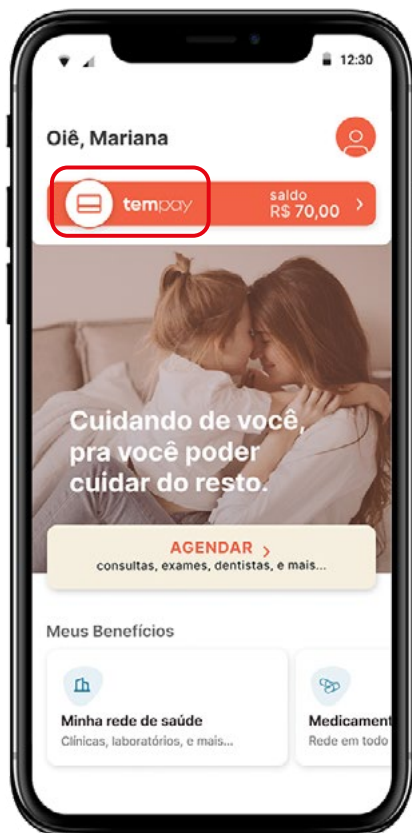 12:30
Oiê, Mariana
tempay
saldo
R$ 70,00
Cuidando de você,
pra você poder
cuidar do resto.
AGENDAR
consultas, exames, dentistas, e mais...
Meus Benefícios
Minha rede de saúde
Clínicas, laboratórios, e mais...
Medicament
Rede em todo